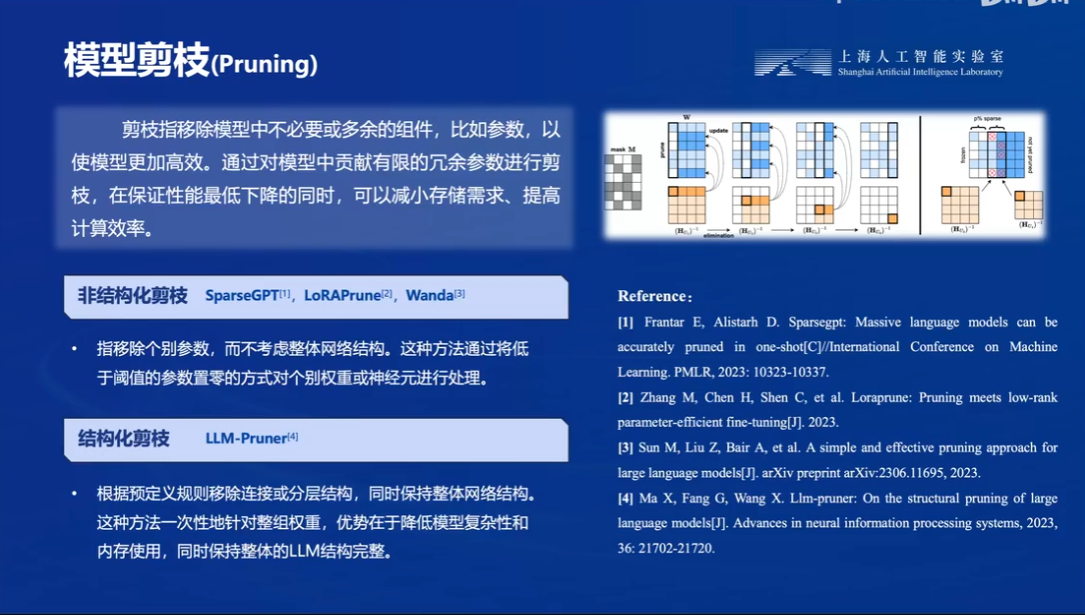 模型剪枝(Pruning)
上海人工智能实验室
Shanghai Artificial Intelligence Laboratory
剪枝指移除模型中不必要或多余的组件，比如参数，以
使模型更加高效。通过对模型中贡献有限的冗余参数进行剪
枝，在保证性能最低下降的同时，可以减小存储需求、提高
计算效率。
mask M
W
prune
update
(H_{U_1})^{-1}
(H_{U_2})^{-1}
(H_{U_3})^{-1}
(H_{U_4})^{-1}
elimination
p% sparse
frozen
not yet pruned
非结构化剪枝 SparseGPT[1]，LoRAPrune[2]，Wanda[3]
• 指移除个别参数，而不考虑整体网络结构。这种方法通过将低
于阈值的参数置零的方式对个别权重或神经元进行处理。
结构化剪枝 LLM-Pruner[4]
• 根据预定义规则移除连接或分层结构，同时保持整体网络结构。
这种方法一次性地针对整组权重，优势在于降低模型复杂性和
内存使用，同时保持整体的LLM结构完整。
Reference：
[1] Frantar E, Alistarh D. Sparsegpt: Massive language models can be
accurately pruned in one-shot[C]//International Conference on Machine
Learning. PMLR, 2023: 10323-10337.
[2] Zhang M, Chen H, Shen C, et al. Loraprune: Pruning meets low-rank
parameter-efficient fine-tuning[J]. 2023.
[3] Sun M, Liu Z, Bair A, et al. A simple and effective pruning approach for
large language models[J]. arXiv preprint arXiv:2306.11695, 2023.
[4] Ma X, Fang G, Wang X. Llm-pruner: On the structural pruning of large
language models[J]. Advances in neural information processing systems, 2023,
36: 21702-21720.